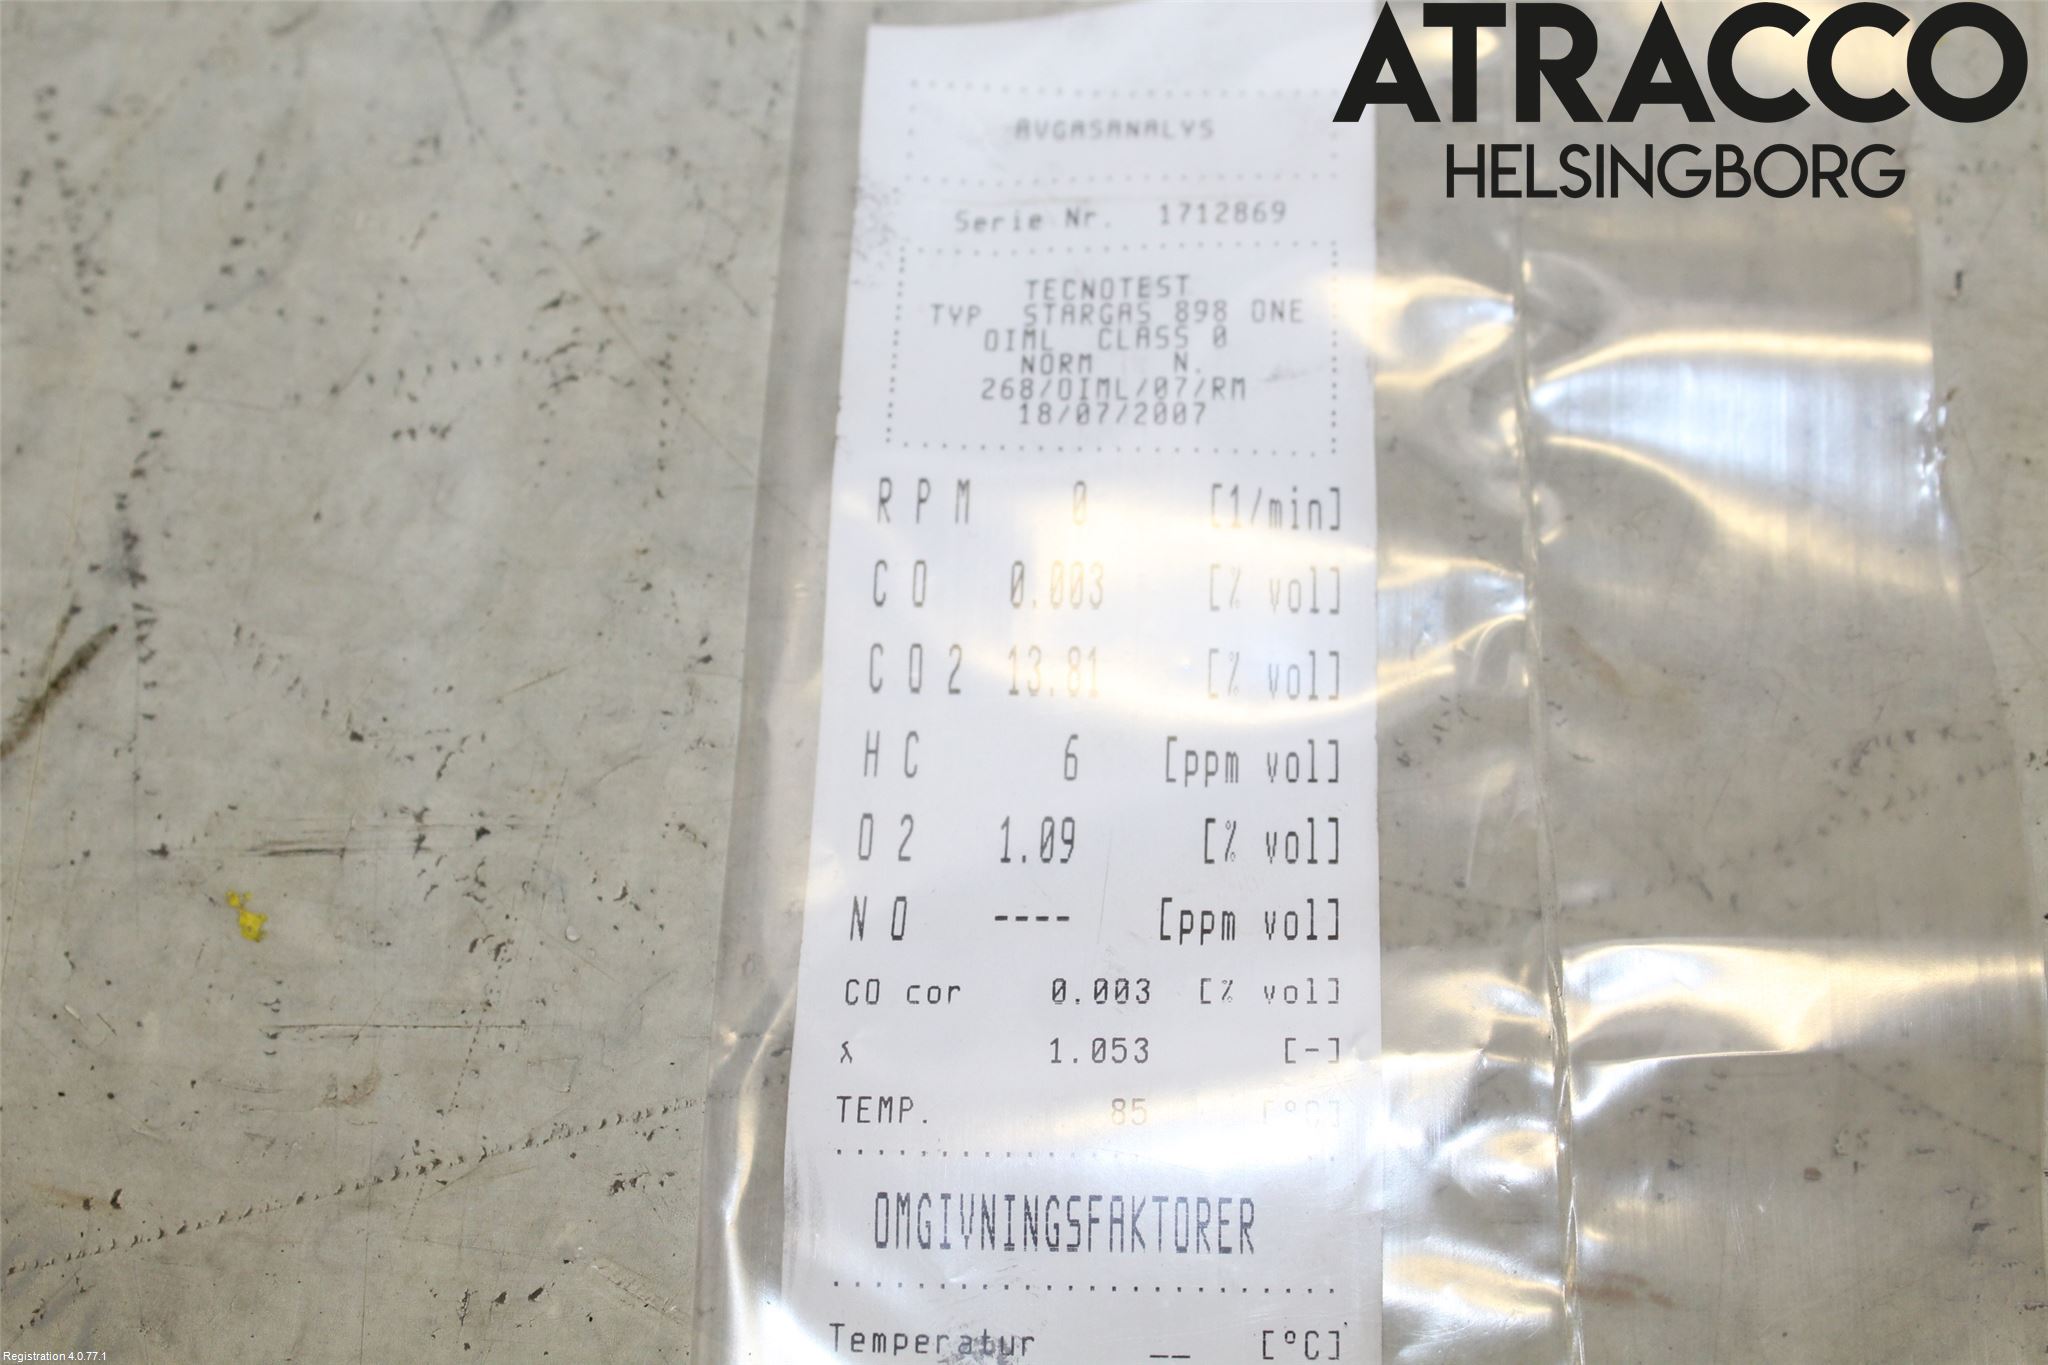 ATRACCO
HELSINGBORG
AVGASANALYS
Serie Nr. 1712869
TECNOTEST
TYP STARGAS 898 ONE
OIML CLASS 0
NORM N.
268/OIML/07/RM
18/07/2007
RPM 0 [1/min]
CO 0.003 [% vol]
CO2 13.81 [% vol]
HC 6 [ppm vol]
O2 1.09 [% vol]
NO ---- [ppm vol]
CO cor 0.003 [% vol]
λ 1.053 [-]
TEMP. 85 [°C]
OMGIVNINGSFAKTORER
Temperatur __ [°C]
Registration 4.0.77.1